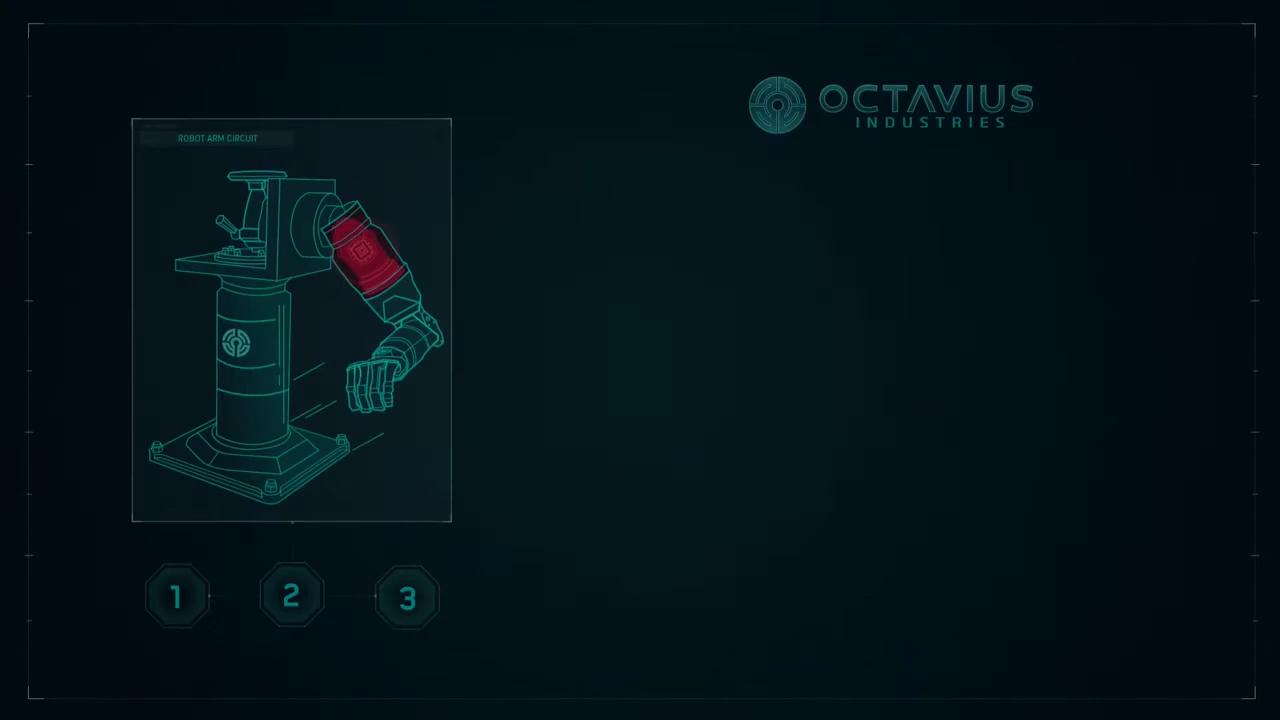 OCTAVIUS
INDUSTRIES
ROBOT ARM CIRCUIT
1
2
3